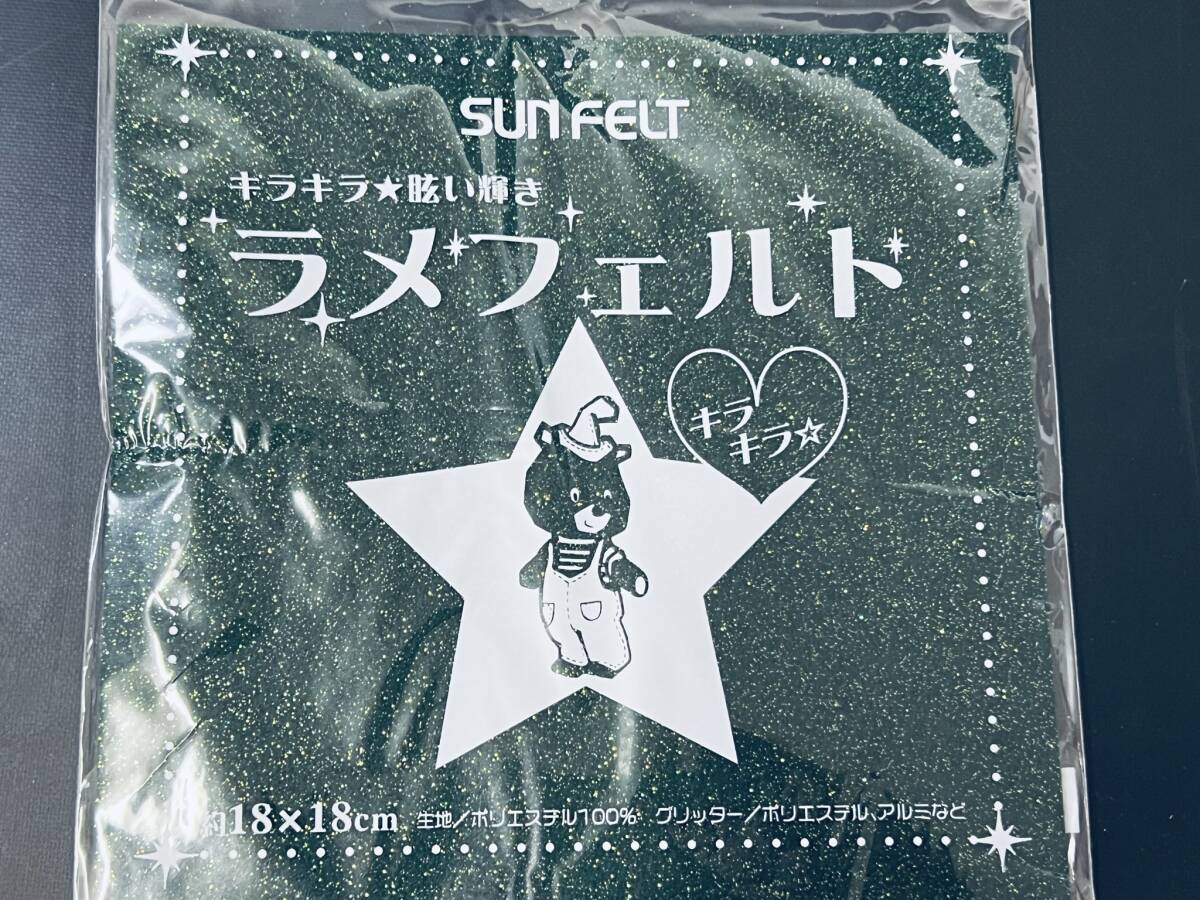 SUN FELT
キラキラ★眩い輝き
ラメフェルト
キラ
キラ☆
約18×18cm 生地/ポリエステル100% グリッター/ポリエステル、アルミなど